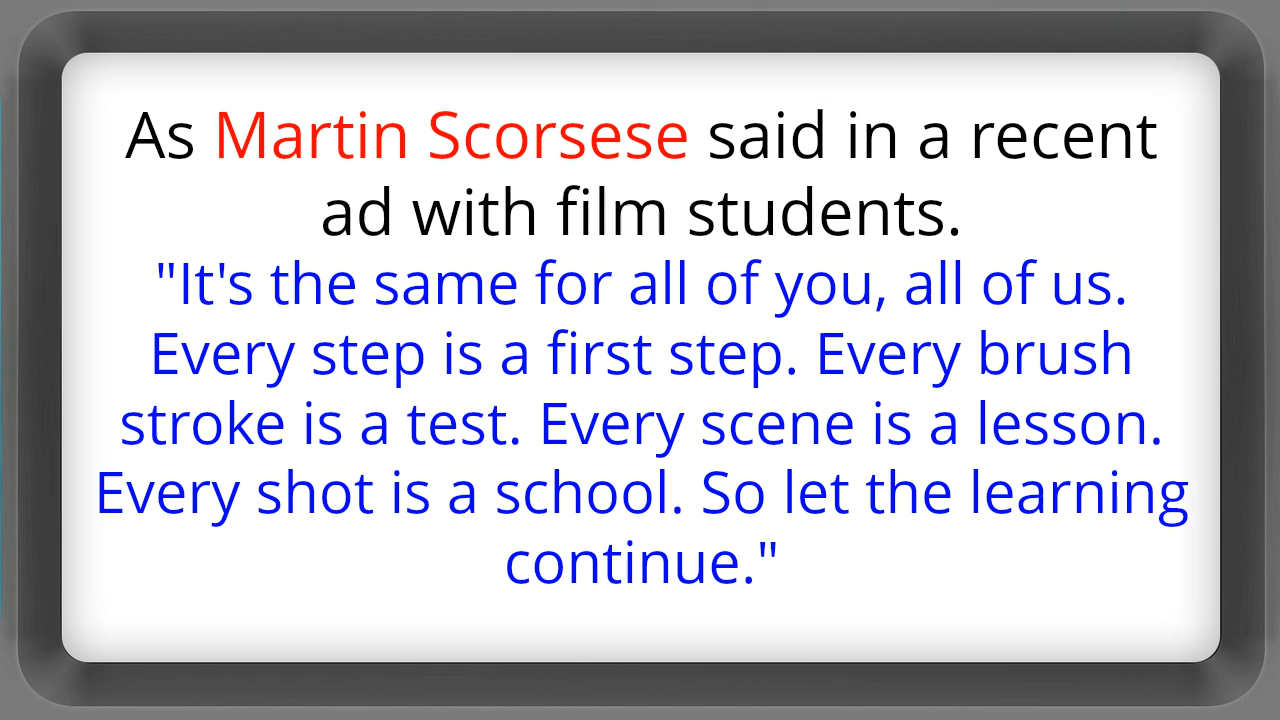 As Martin Scorsese said in a recent
ad with film students.
"It's the same for all of you, all of us.
Every step is a first step. Every brush
stroke is a test. Every scene is a lesson.
Every shot is a school. So let the learning
continue."